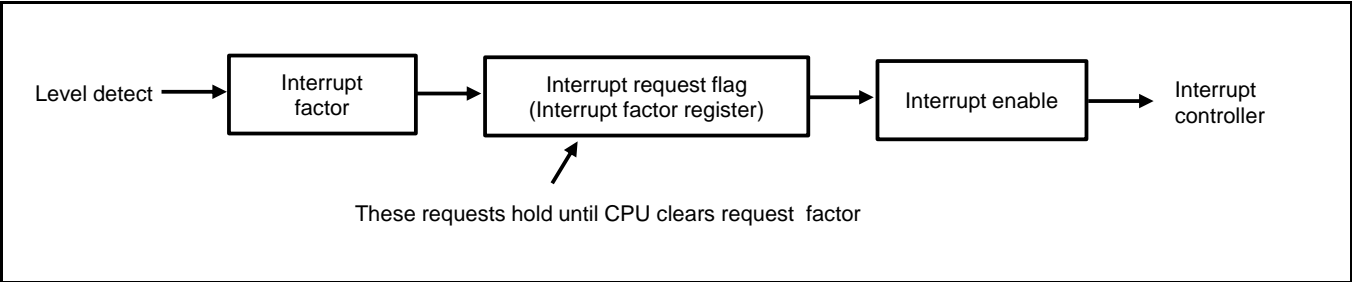 Level detect
Interrupt
factor
Interrupt request flag
(Interrupt factor register)
Interrupt enable
Interrupt
controller
These requests hold until CPU clears request factor